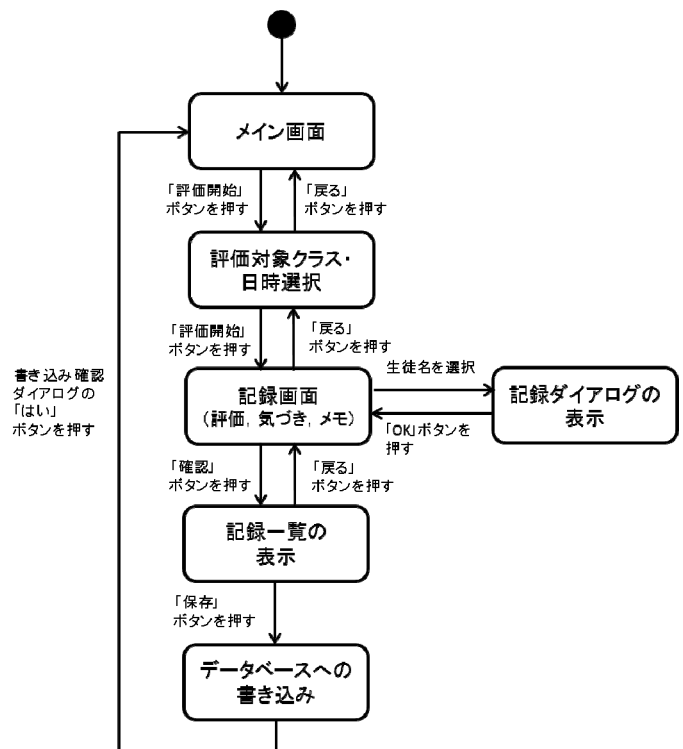 メイン画面
「評価開始」
ボタンを押す
「戻る」
ボタンを押す
評価対象クラス・
日時選択
「評価開始」
ボタンを押す
「戻る」
ボタンを押す
書き込み確認
ダイアログの
「はい」
ボタンを押す
記録画面
(評価, 気づき, メモ)
生徒名を選択
記録ダイアログの
表示
「OK」ボタンを
押す
「確認」
ボタンを押す
「戻る」
ボタンを押す
記録一覧の
表示
「保存」
ボタンを押す
データベースへの
書き込み